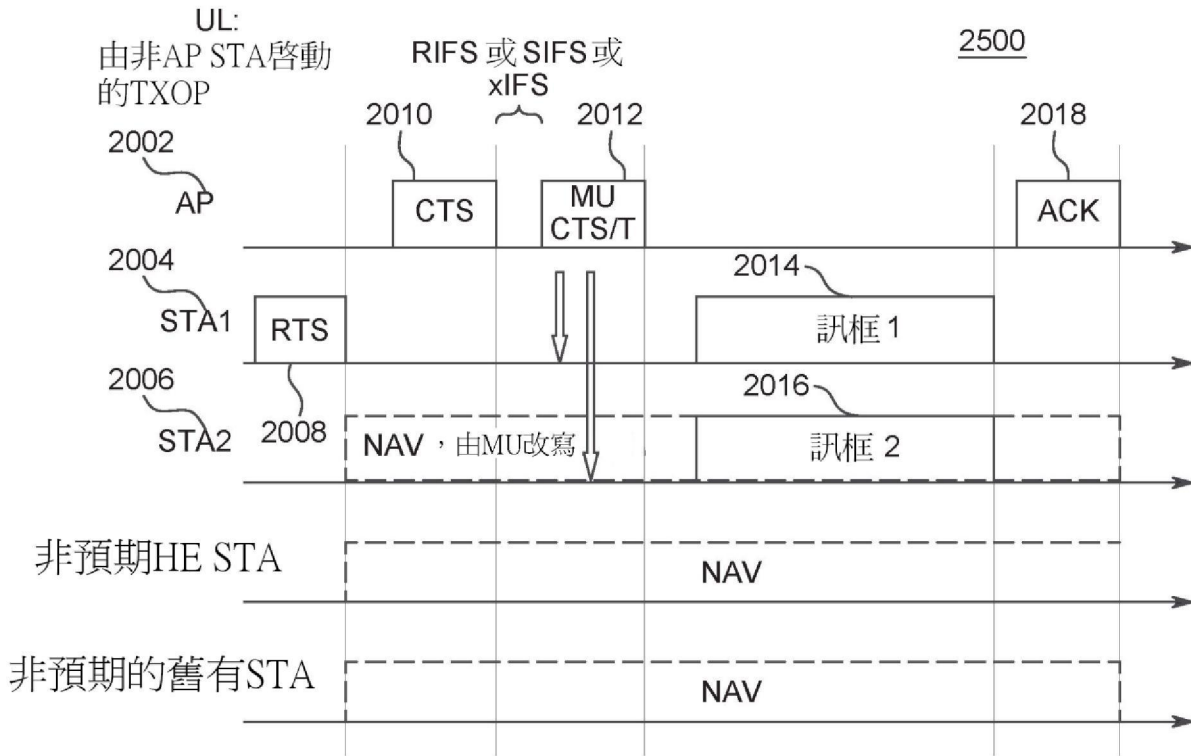 UL:
由非AP STA啓動
的TXOP
RIFS 或 SIFS 或
xIFS
2500
2002
2010
2012
2018
AP
CTS
MU
CTS/T
ACK
2004
2014
STA1
RTS
訊框 1
2006
2008
2016
STA2
NAV，由MU改寫
訊框 2
非預期HE STA
NAV
非預期的舊有STA
NAV